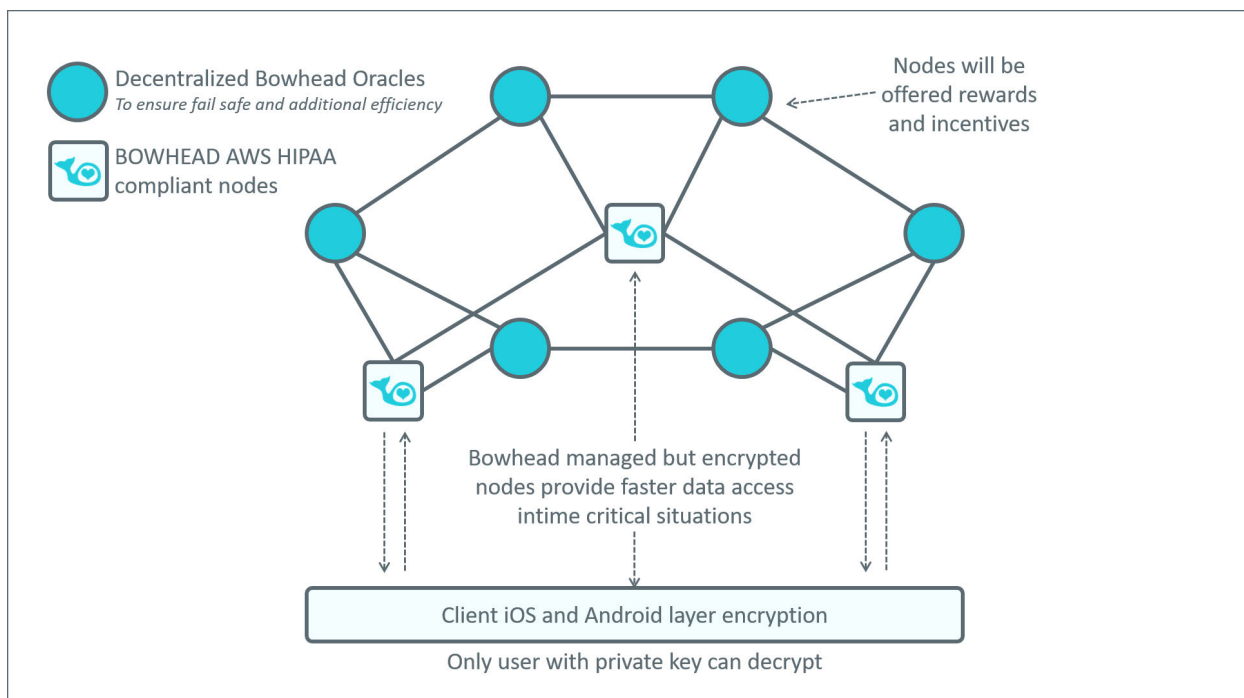 Decentralized Bowhead Oracles
To ensure fail safe and additional efficiency
BOWHEAD AWS HIPAA
compliant nodes
Nodes will be
offered rewards
and incentives
Bowhead managed but encrypted
nodes provide faster data access
intime critical situations
Client iOS and Android layer encryption
Only user with private key can decrypt